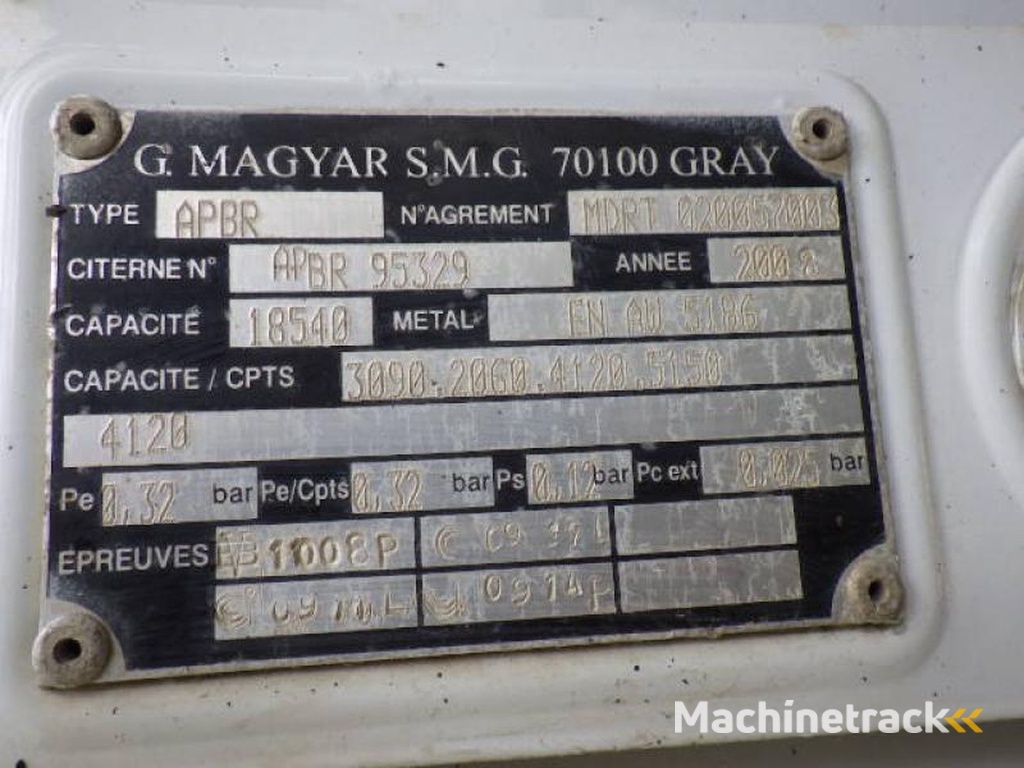 G. MAGYAR S.M.G. 70100 GRAY
TYPE APBR N°AGREMENT MDRT 020052003
CITERNE N° APBR 95329 ANNEE 2008
CAPACITE 18540 METAL EN AW 5186
CAPACITE / CPTS 3090.2060.4120.5150
4120
Pe 0,32 bar Pe/Cpts 0,32 bar Ps 0,12 bar Pc ext 0,025 bar
EPREUVES 1008P
0914P
Machinetrack